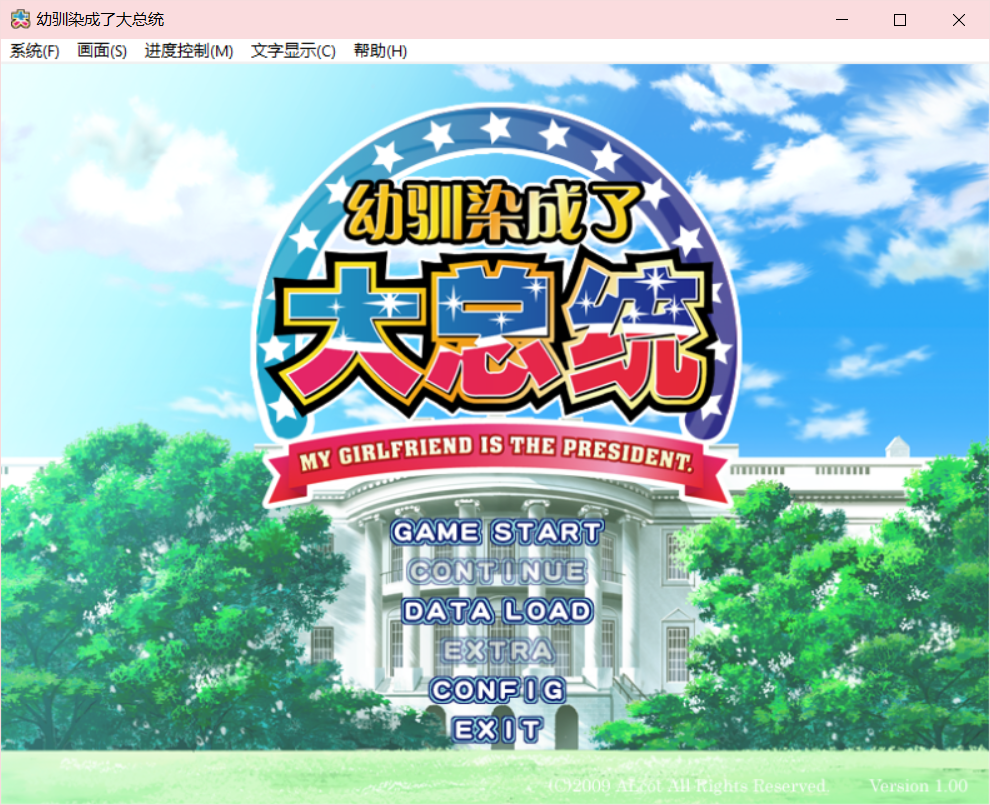 幼驯染成了大总统
系统(F) 画面(S) 进度控制(M) 文字显示(C) 帮助(H)
幼驯染成了
大总统
MY GIRLFRIEND IS THE PRESIDENT.
GAME START
CONTINUE
DATA LOAD
EXTRA
CONFIG
EXIT
(C)2009 ALcot All Rights Reserved. Version 1.00